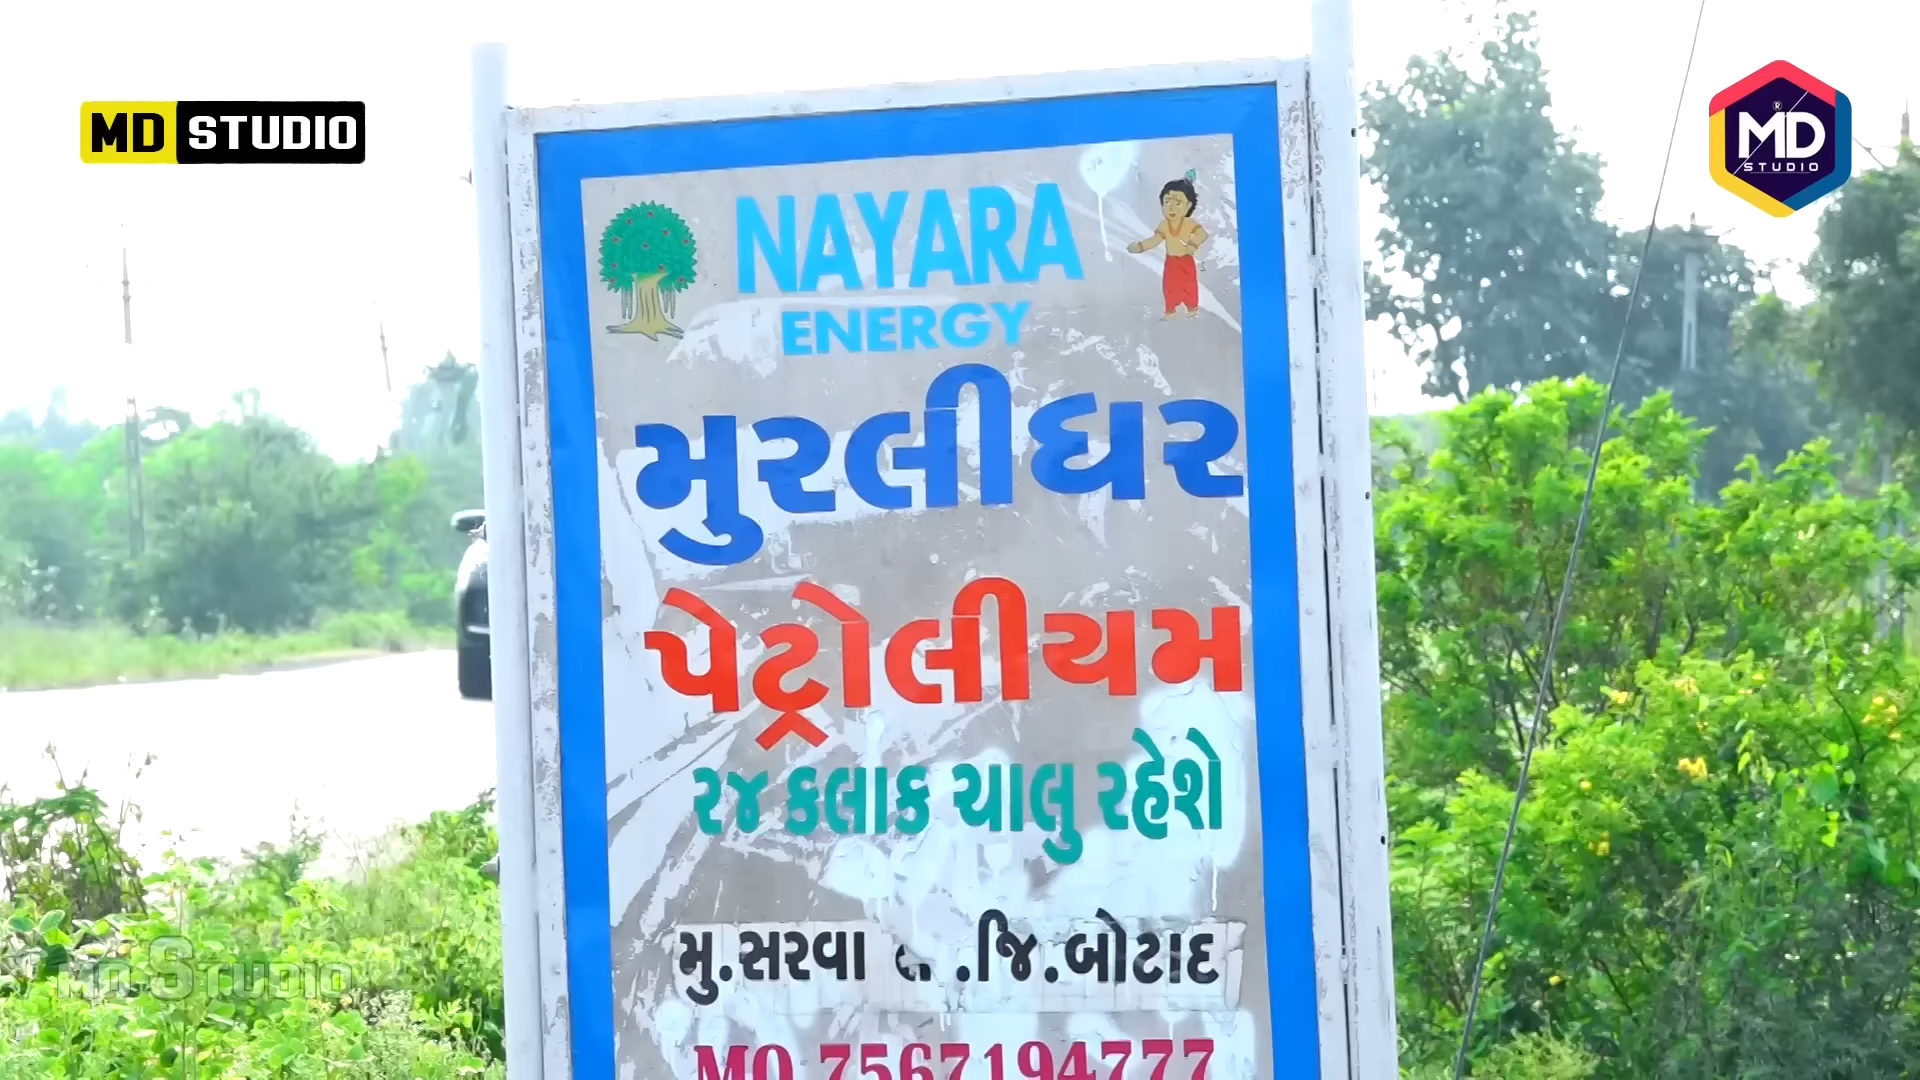 MD STUDIO
MD
STUDIO
NAYARA
ENERGY
મુરલીધર
પેટ્રોલીયમ
૨૪ કલાક ચાલુ રહેશે
મુ.સરવા .જિ.બોટાદ
MO 7567194777
MD STUDIO